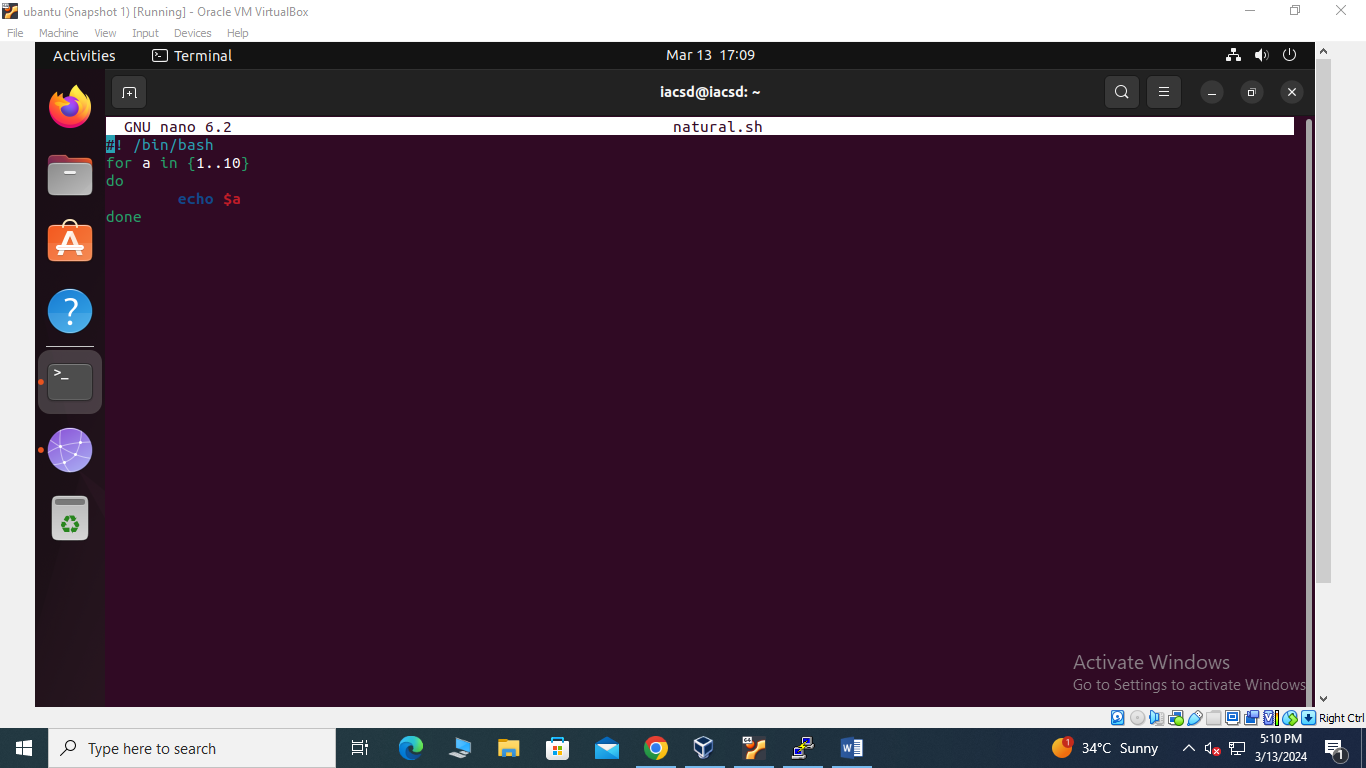 ubantu (Snapshot 1) [Running] - Oracle VM VirtualBox
File Machine View Input Devices Help
Activities Terminal Mar 13 17:09
iacsd@iacsd: ~
GNU nano 6.2 natural.sh
#! /bin/bash
for a in {1..10}
do
echo $a
done
Activate Windows
Go to Settings to activate Windows
Right Ctrl
Type here to search
34°C Sunny
5:10 PM
3/13/2024